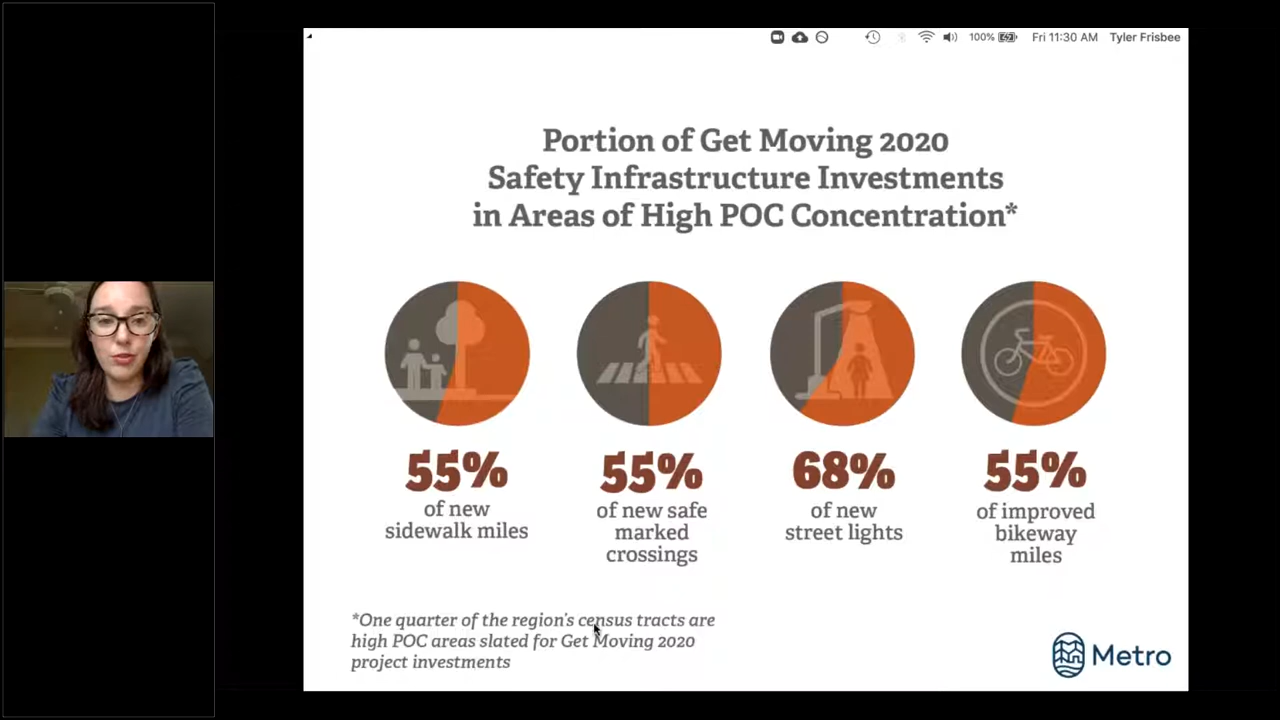 100% Fri 11:30 AM Tyler Frisbee
Portion of Get Moving 2020
Safety Infrastructure Investments
in Areas of High POC Concentration*
55%
of new
sidewalk miles
55%
of new safe
marked
crossings
68%
of new
street lights
55%
of improved
bikeway
miles
*One quarter of the region's census tracts are
high POC areas slated for Get Moving 2020
project investments
Metro